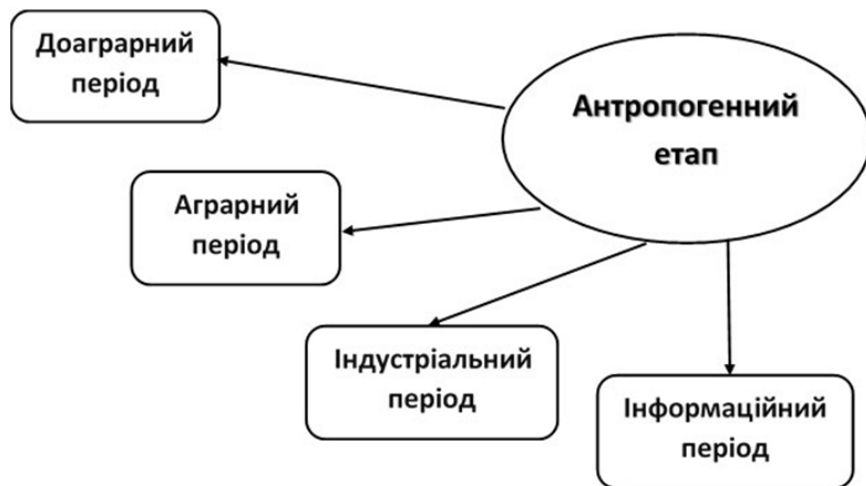 Доаграрний
період
Антропогенний
етап
Аграрний
період
Індустріальний
період
Інформаційний
період